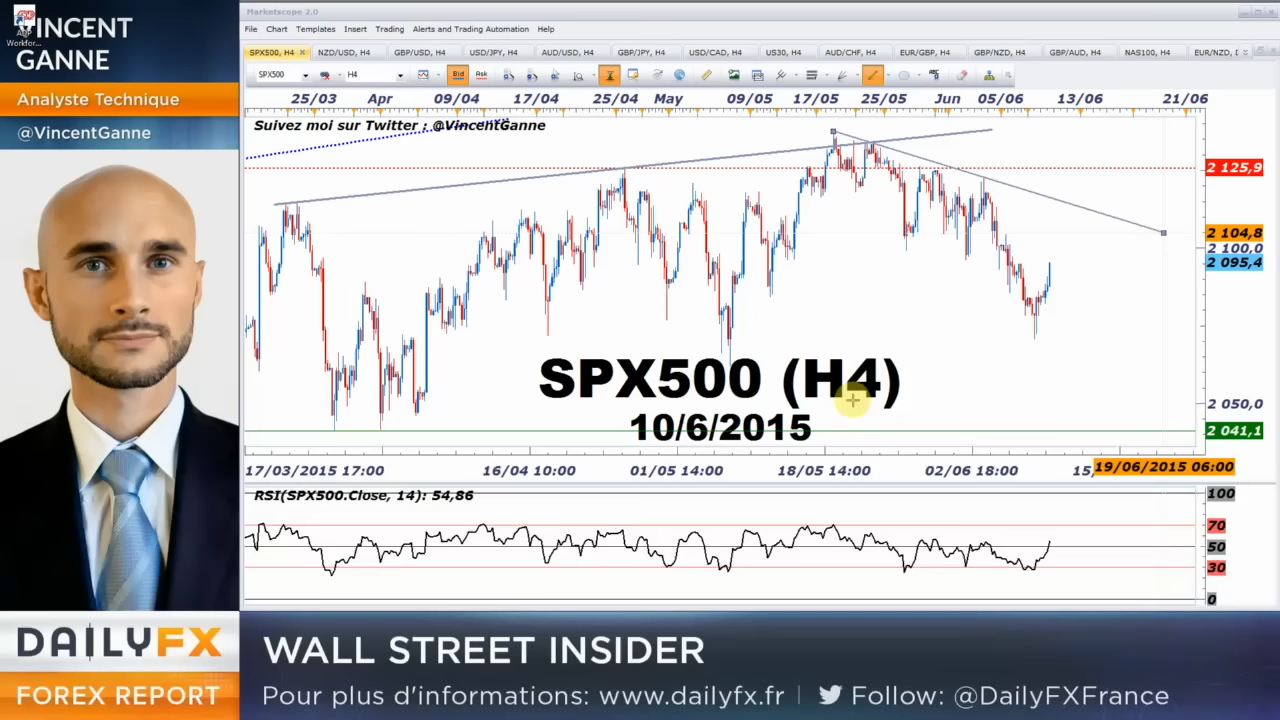 VINCENT
GANNE
Analyste Technique
@VincentGanne
Marketscope 2.0
File Chart Templates Insert Trading Alerts and Trading Automation Help
SPX500, H4 NZD/USD, H4 GBP/USD, H4 USD/JPY, H4 AUD/USD, H4 GBP/JPY, H4 USD/CAD, H4 US30, H4 AUD/CHF, H4 EUR/GBP, H4 GBP/NZD, H4 GBP/AUD, H4 NAS100, H4 EUR/NZD,
SPX500 H4 Bid Ask
25/03 Apr 09/04 17/04 25/04 May 09/05 17/05 25/05 Jun 05/06 13/06 21/06
Suivez moi sur Twitter : @VincentGanne
2 125,9
2 104,8
2 100,0
2 095,4
SPX500 (H4)
10/6/2015
2 050,0
2 041,1
17/03/2015 17:00 16/04 10:00 01/05 14:00 18/05 14:00 02/06 18:00 15, 19/06/2015 06:00
RSI(SPX500.Close, 14): 54,86
100
70
50
30
0
DAILYFX
FOREX REPORT
WALL STREET INSIDER
Pour plus d'informations: www.dailyfx.fr | Follow: @DailyFXFrance